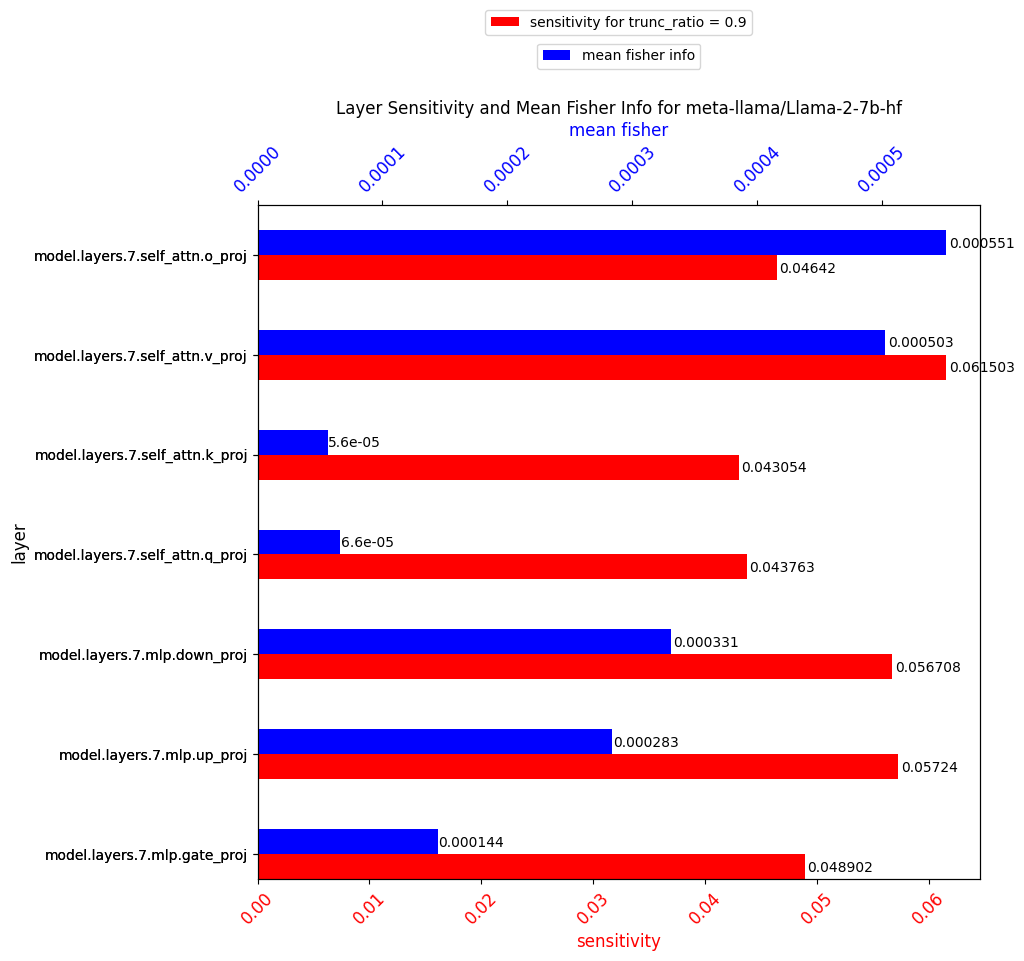 sensitivity for trunc_ratio = 0.9
mean fisher info
Layer Sensitivity and Mean Fisher Info for meta-llama/Llama-2-7b-hf
mean fisher
0.0000 0.0001 0.0002 0.0003 0.0004 0.0005
model.layers.7.self_attn.o_proj
0.000551
0.04642
model.layers.7.self_attn.v_proj
0.000503
0.061503
model.layers.7.self_attn.k_proj
5.6e-05
0.043054
layer
model.layers.7.self_attn.q_proj
6.6e-05
0.043763
model.layers.7.mlp.down_proj
0.000331
0.056708
model.layers.7.mlp.up_proj
0.000283
0.05724
model.layers.7.mlp.gate_proj
0.000144
0.048902
0.00 0.01 0.02 0.03 0.04 0.05 0.06
sensitivity